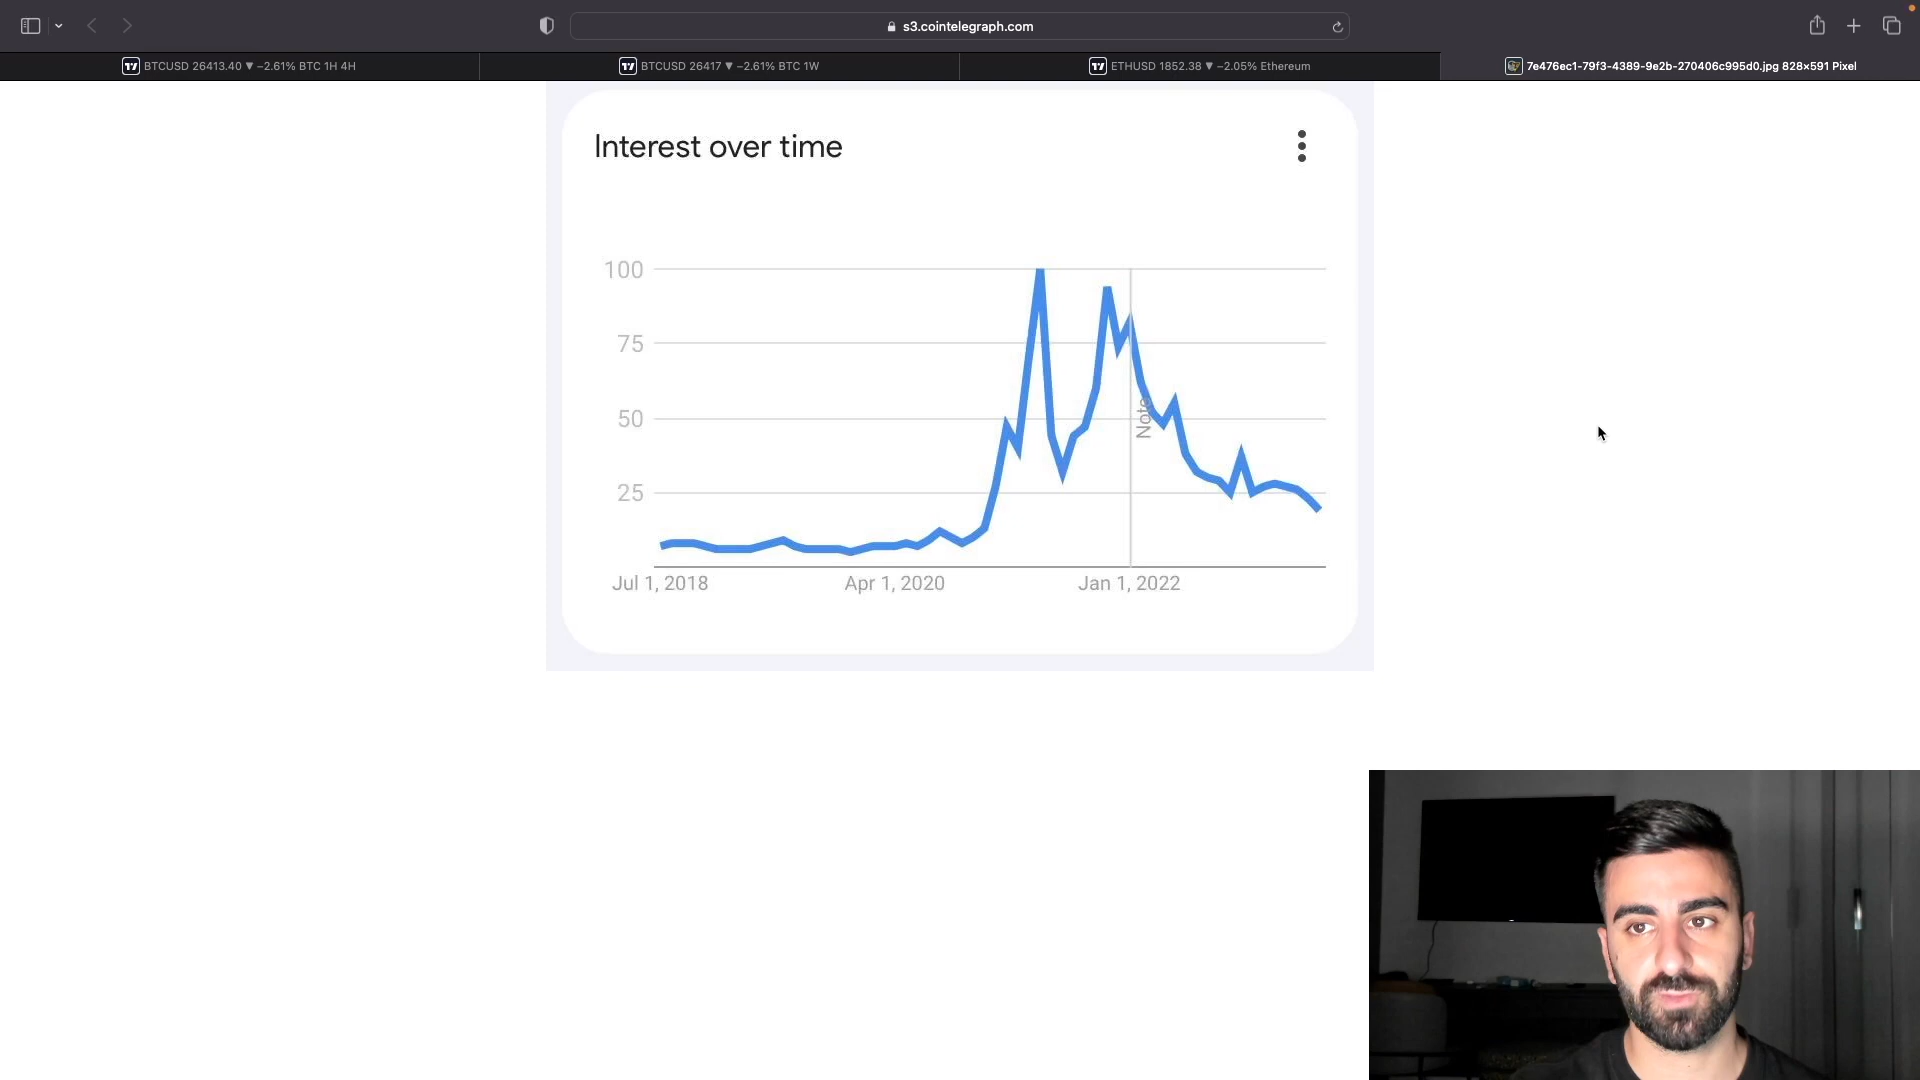 s3.cointelegraph.com
BTCUSD 26413.40 ▼ −2.61% BTC 1H 4H
BTCUSD 26417 ▼ −2.61% BTC 1W
ETHUSD 1852.38 ▼ −2.05% Ethereum
7e476ec1-79f3-4389-9e2b-270406c995d0.jpg 828×591 Pixel
Interest over time
100
75
50
25
Note
Jul 1, 2018
Apr 1, 2020
Jan 1, 2022